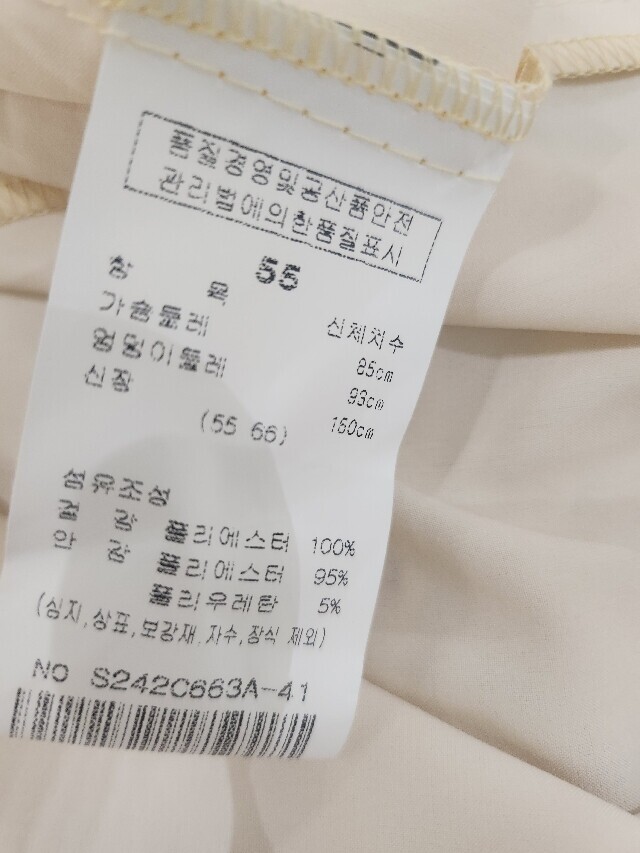 품질경영및공산품안전
관리법에의한품질표시
55
항 목 신체치수
가슴둘레 85cm
엉덩이둘레 93cm
신장 160cm
(55 66)
섬유조성
겉 감 폴리에스터 100%
안 감 폴리에스터 95%
폴리우레탄 5%
(심지,상표,보강재,자수,장식 제외)
NO S242C663A-41